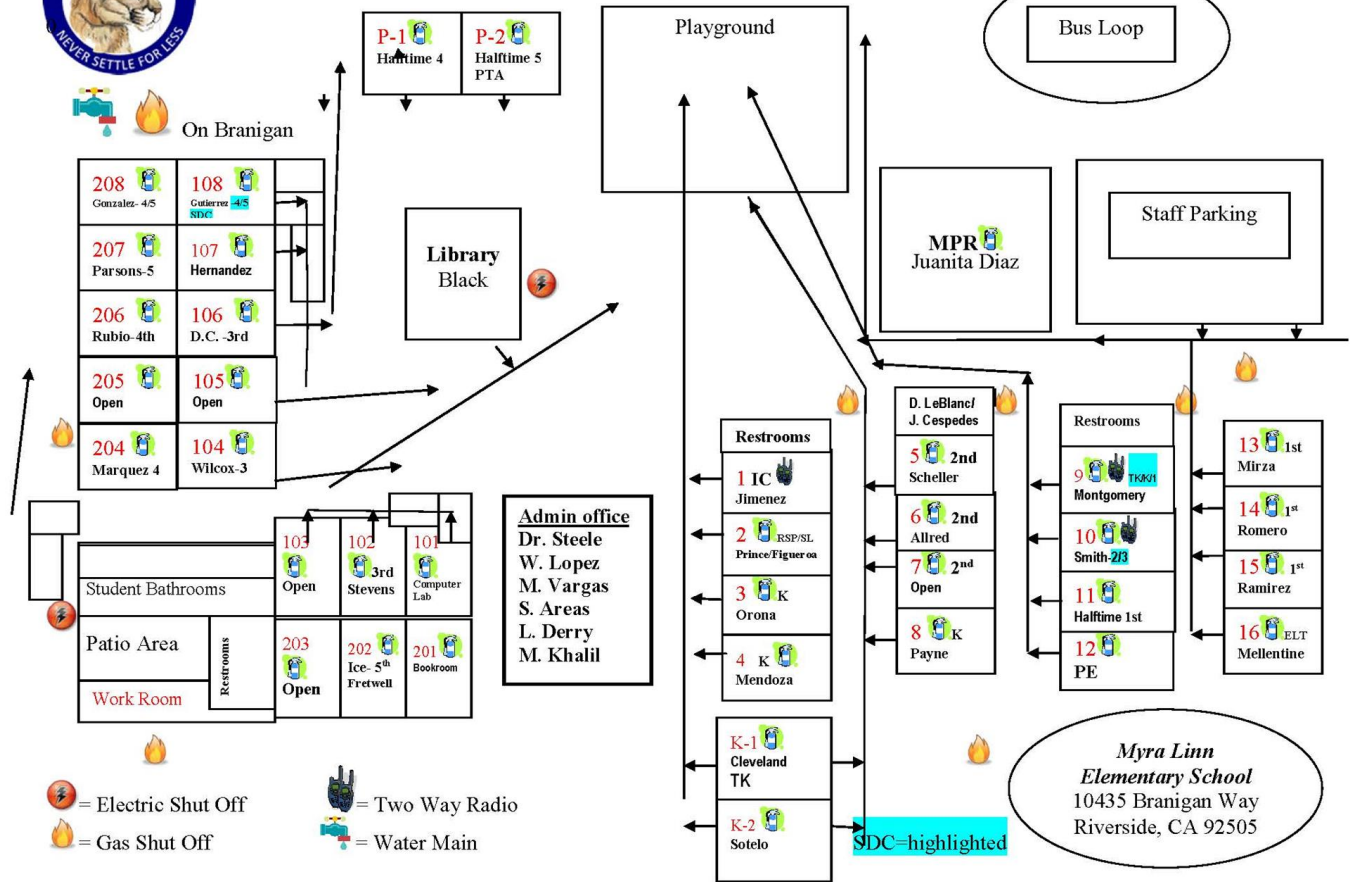 NEVER SETTLE FOR LESS
On Branigan
P-1
Halftime 4
P-2
Halftime 5
PTA
Playground
Bus Loop
208
Gonzalez- 4/5
108
Gutierrez -4/5
SDC
207
Parsons-5
107
Hernandez
206
Rubio-4th
106
D.C. -3rd
205
Open
105
Open
204
Marquez 4
104
Wilcox-3
Library
Black
MPR
Juanita Diaz
Staff Parking
Student Bathrooms
Patio Area
Work Room
Restrooms
103
Open
102
3rd
Stevens
101
Computer
Lab
203
Open
202
Ice- 5th
Fretwell
201
Bookroom
Admin office
Dr. Steele
W. Lopez
M. Vargas
S. Areas
L. Derry
M. Khalil
Restrooms
1 IC
Jimenez
2 RSP/SL
Prince/Figueroa
3 K
Orona
4 K
Mendoza
K-1
Cleveland
TK
K-2
Sotelo
D. LeBlanc/
J. Cespedes
5 2nd
Scheller
6 2nd
Allred
7 2nd
Open
8 K
Payne
Restrooms
9 TK/K/1
Montgomery
10
Smith-2/3
11
Halftime 1st
12
PE
13 1st
Mirza
14 1st
Romero
15 1st
Ramirez
16 ELT
Mellentine
= Electric Shut Off
= Gas Shut Off
= Two Way Radio
= Water Main
SDC=highlighted
Myra Linn
Elementary School
10435 Branigan Way
Riverside, CA 92505